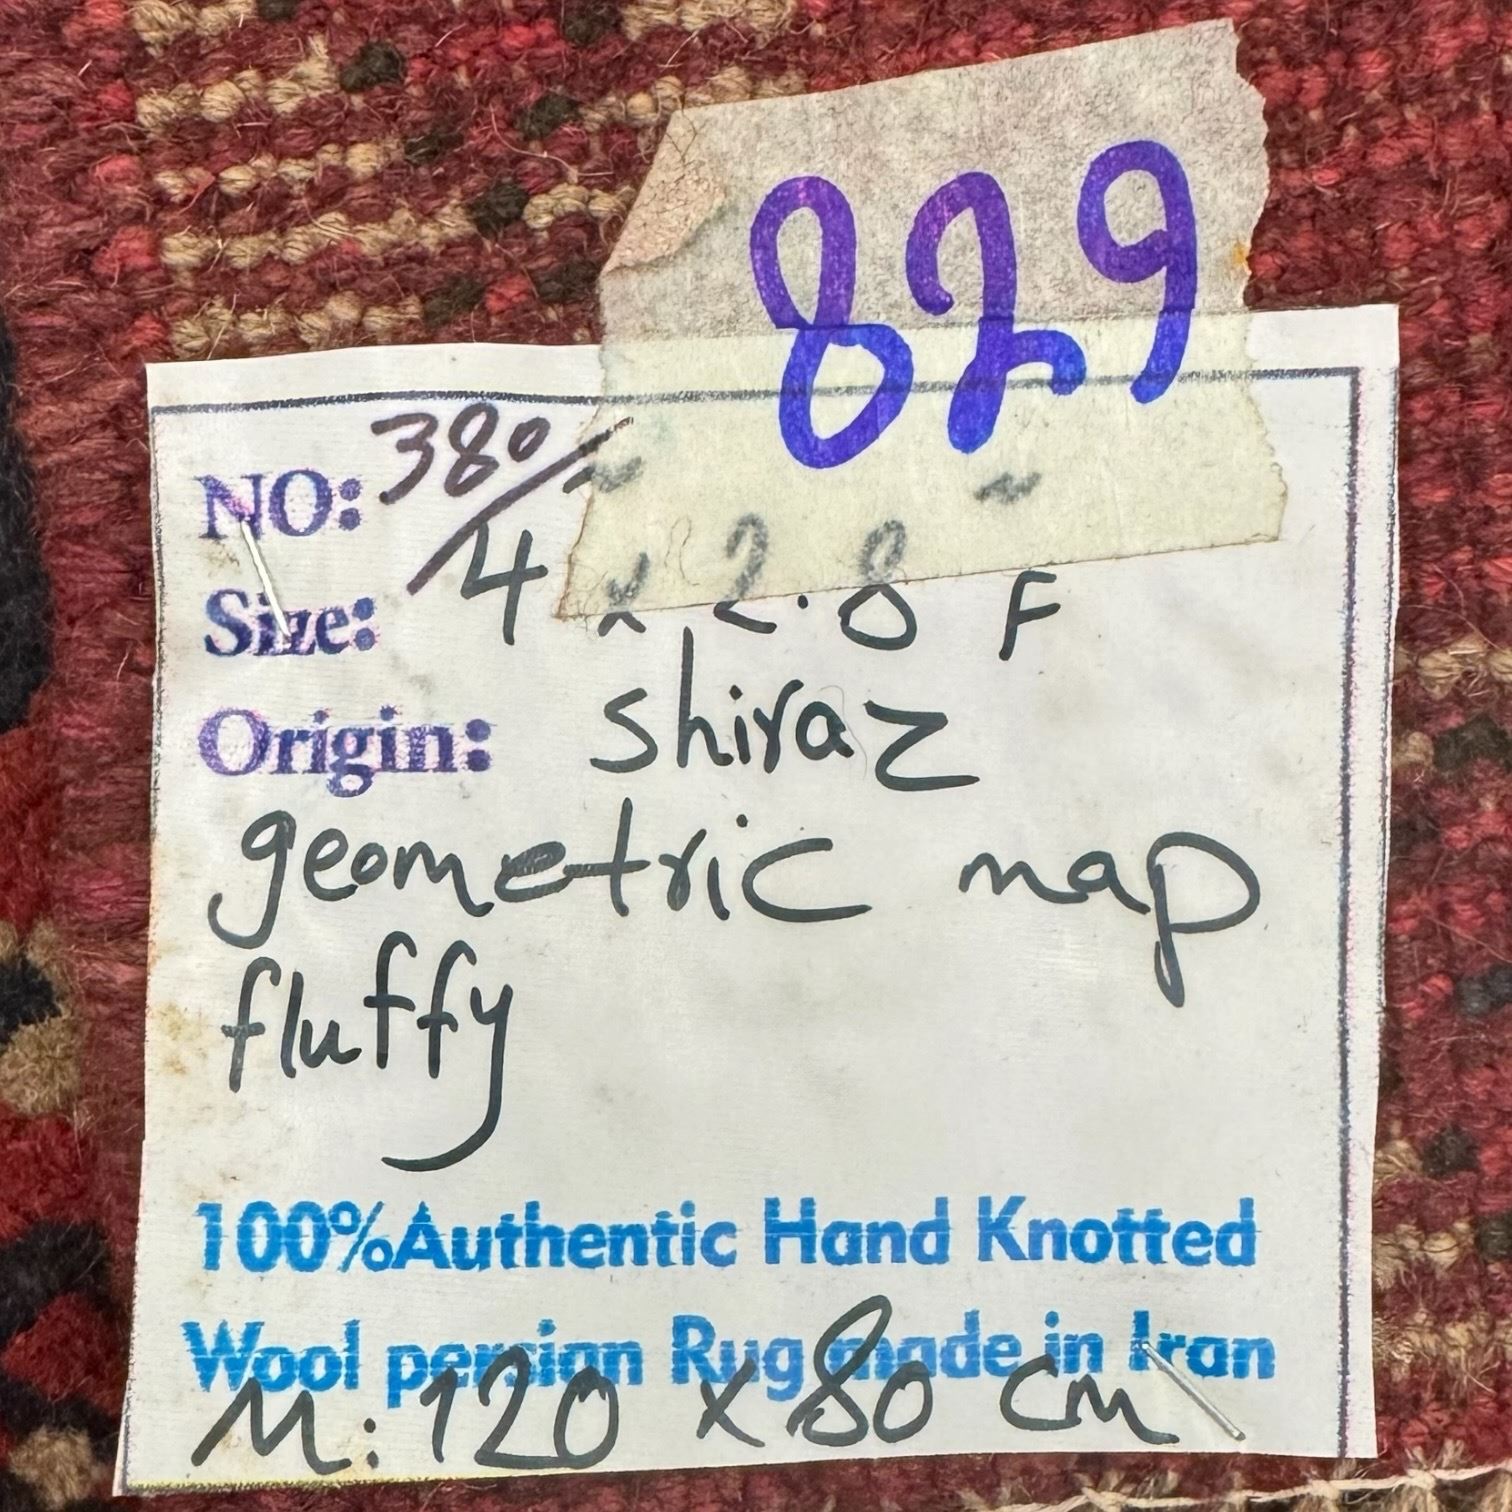 829
NO: 380/
Size: 4 x 2.8 F
Origin: shiraz
geometric map
fluffy
100%Authentic Hand Knotted
Wool persian Rug made in Iran
M: 120 x 80 cm